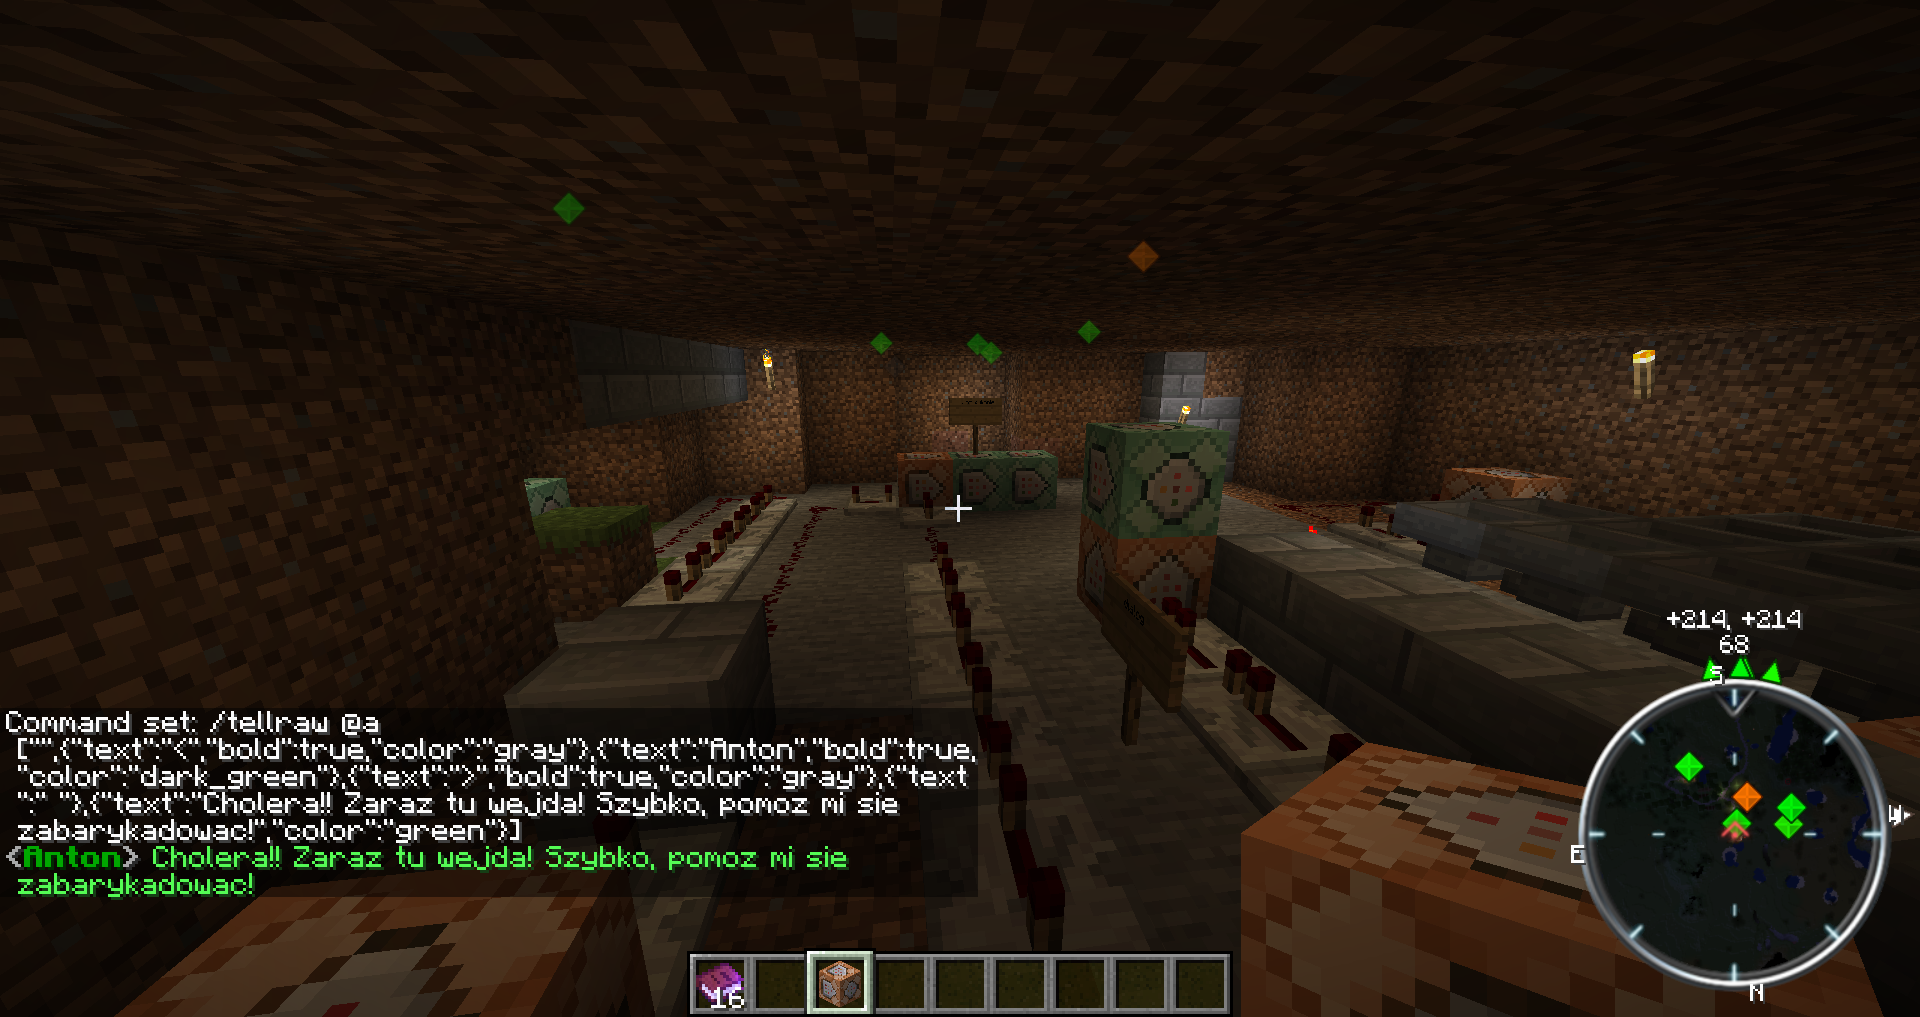 +214, +214
68
S
W
E
N
Command set: /tellraw @a
["",{"text":"<","bold":true,"color":"gray"},{"text":"Anton","bold":true,
"color":"dark_green"},{"text":">","bold":true,"color":"gray"},{"text
":" "},{"text":"Cholera!! Zaraz tu wejda! Szybko, pomoz mi sie
zabarykadowac!","color":"green"}]
<Anton> Cholera!! Zaraz tu wejda! Szybko, pomoz mi sie
zabarykadowac!
16